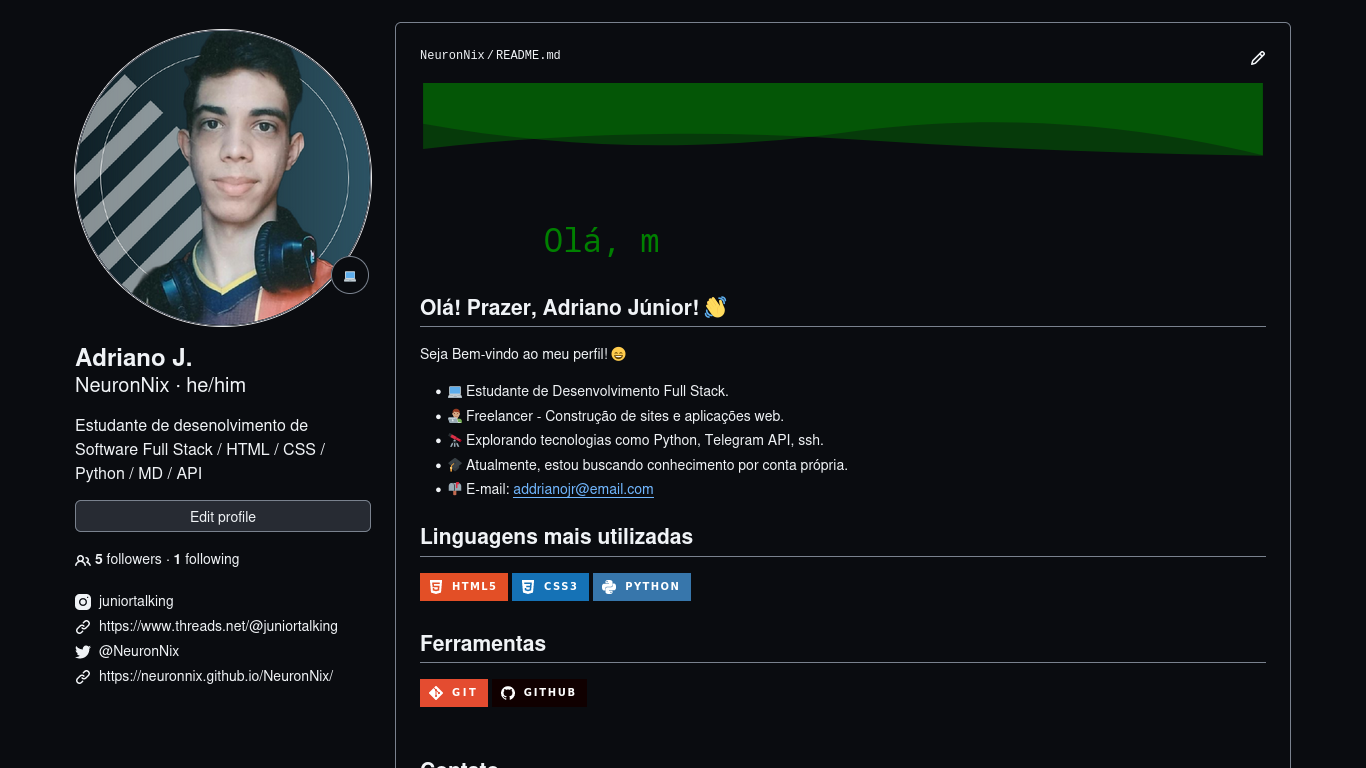 Adriano J.
NeuronNix · he/him
Estudante de desenolvimento de
Software Full Stack / HTML / CSS /
Python / MD / API
Edit profile
5 followers · 1 following
juniortalking
https://www.threads.net/@juniortalking
@NeuronNix
https://neuronnix.github.io/NeuronNix/
NeuronNix / README.md
Olá, m
Olá! Prazer, Adriano Júnior! 👋
Seja Bem-vindo ao meu perfil! 😄
• 💻 Estudante de Desenvolvimento Full Stack.
• 👨‍💻 Freelancer - Construção de sites e aplicações web.
• 🔭 Explorando tecnologias como Python, Telegram API, ssh.
• 🎓 Atualmente, estou buscando conhecimento por conta própria.
• 📬 E-mail: addrianojr@email.com
Linguagens mais utilizadas
HTML5 CSS3 PYTHON
Ferramentas
GIT GITHUB
Contato